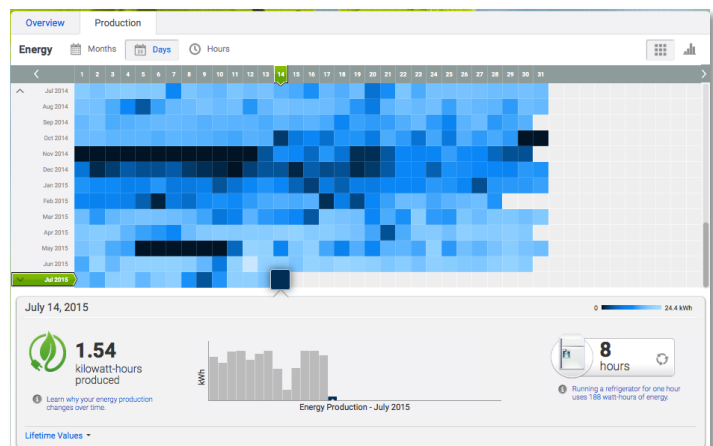 Overview Production
Energy Months Days Hours
1 2 3 4 5 6 7 8 9 10 11 12 13 14 15 16 17 18 19 20 21 22 23 24 25 26 27 28 29 30 31
Jul 2014
Aug 2014
Sep 2014
Oct 2014
Nov 2014
Dec 2014
Jan 2015
Feb 2015
Mar 2015
Apr 2015
May 2015
Jun 2015
Jul 2015
July 14, 2015
0 24.4 kWh
1.54
kilowatt-hours
produced
Learn why your energy production
changes over time.
kWh
Energy Production - July 2015
8
hours
Running a refrigerator for one hour
uses 188 watt-hours of energy.
Lifetime Values